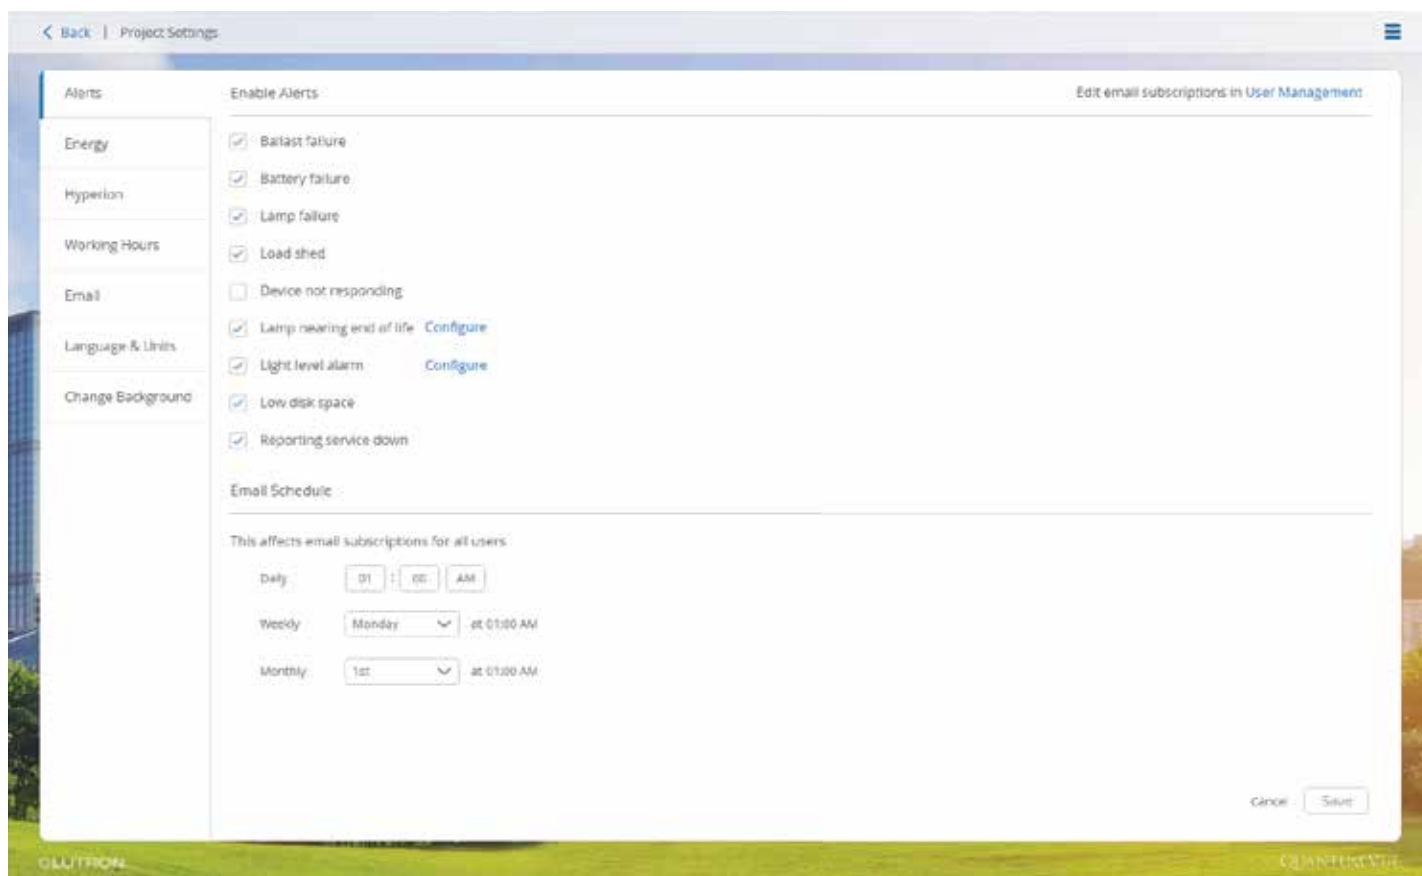 Back | Project Settings
Alerts
Energy
Hyperion
Working Hours
Email
Language & Units
Change Background
Enable Alerts
Edit email subscriptions in User Management
Ballast failure
Battery failure
Lamp failure
Load shed
Device not responding
Lamp nearing end of life Configure
Light level alarm Configure
Low disk space
Reporting service down
Email Schedule
This affects email subscriptions for all users
Daily 01 : 00 AM
Weekly Monday at 01:00 AM
Monthly 1st at 01:00 AM
Cancel Save
LUTRON
QUANTUM VUE